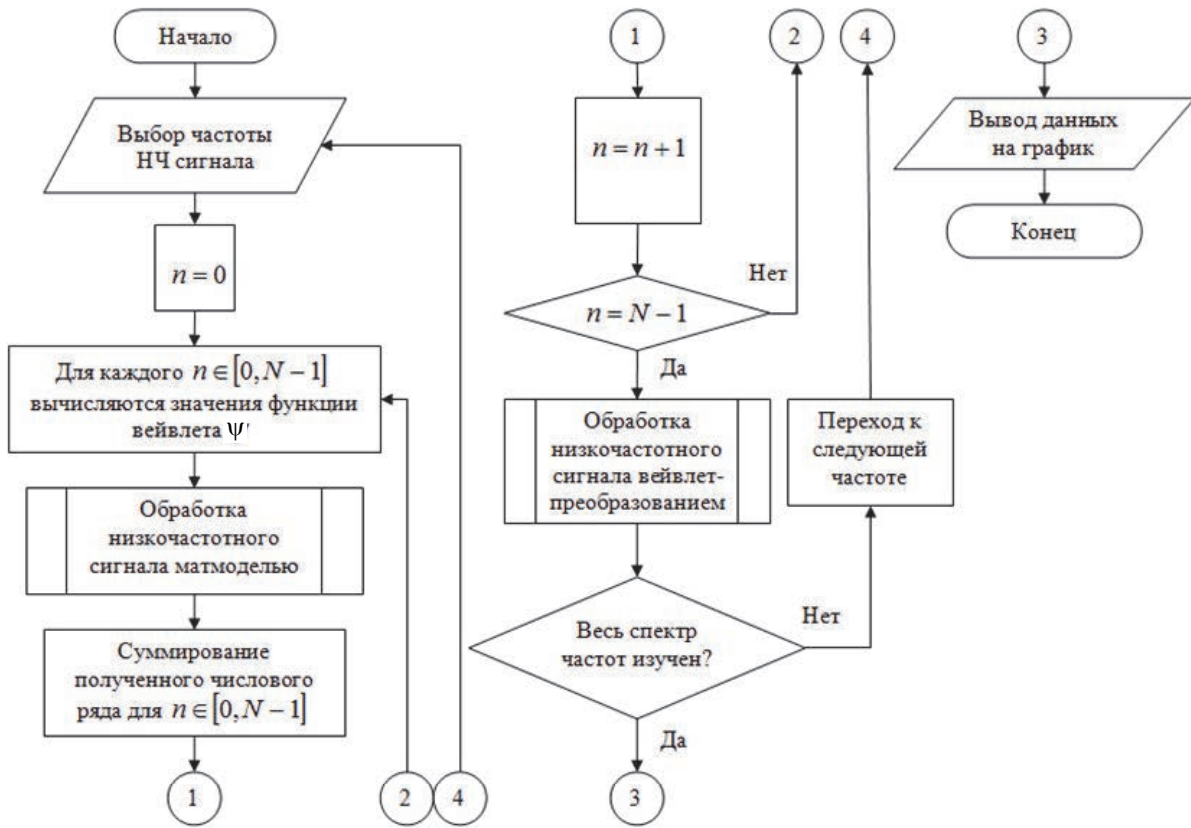 Начало
Выбор частоты
НЧ сигнала
n = 0
Для каждого n ∈ [0, N − 1]
вычисляются значения функции
вейвлета ψ
Обработка
низкочастотного
сигнала матмоделью
Суммирование
полученного числового
ряда для n ∈ [0, N − 1]
1
2
4
1
n = n + 1
n = N − 1
Нет
Да
Обработка
низкочастотного
сигнала вейвлет-
преобразованием
Весь спектр
частот изучен?
Нет
Да
3
2
4
Переход к
следующей
частоте
3
Вывод данных
на график
Конец